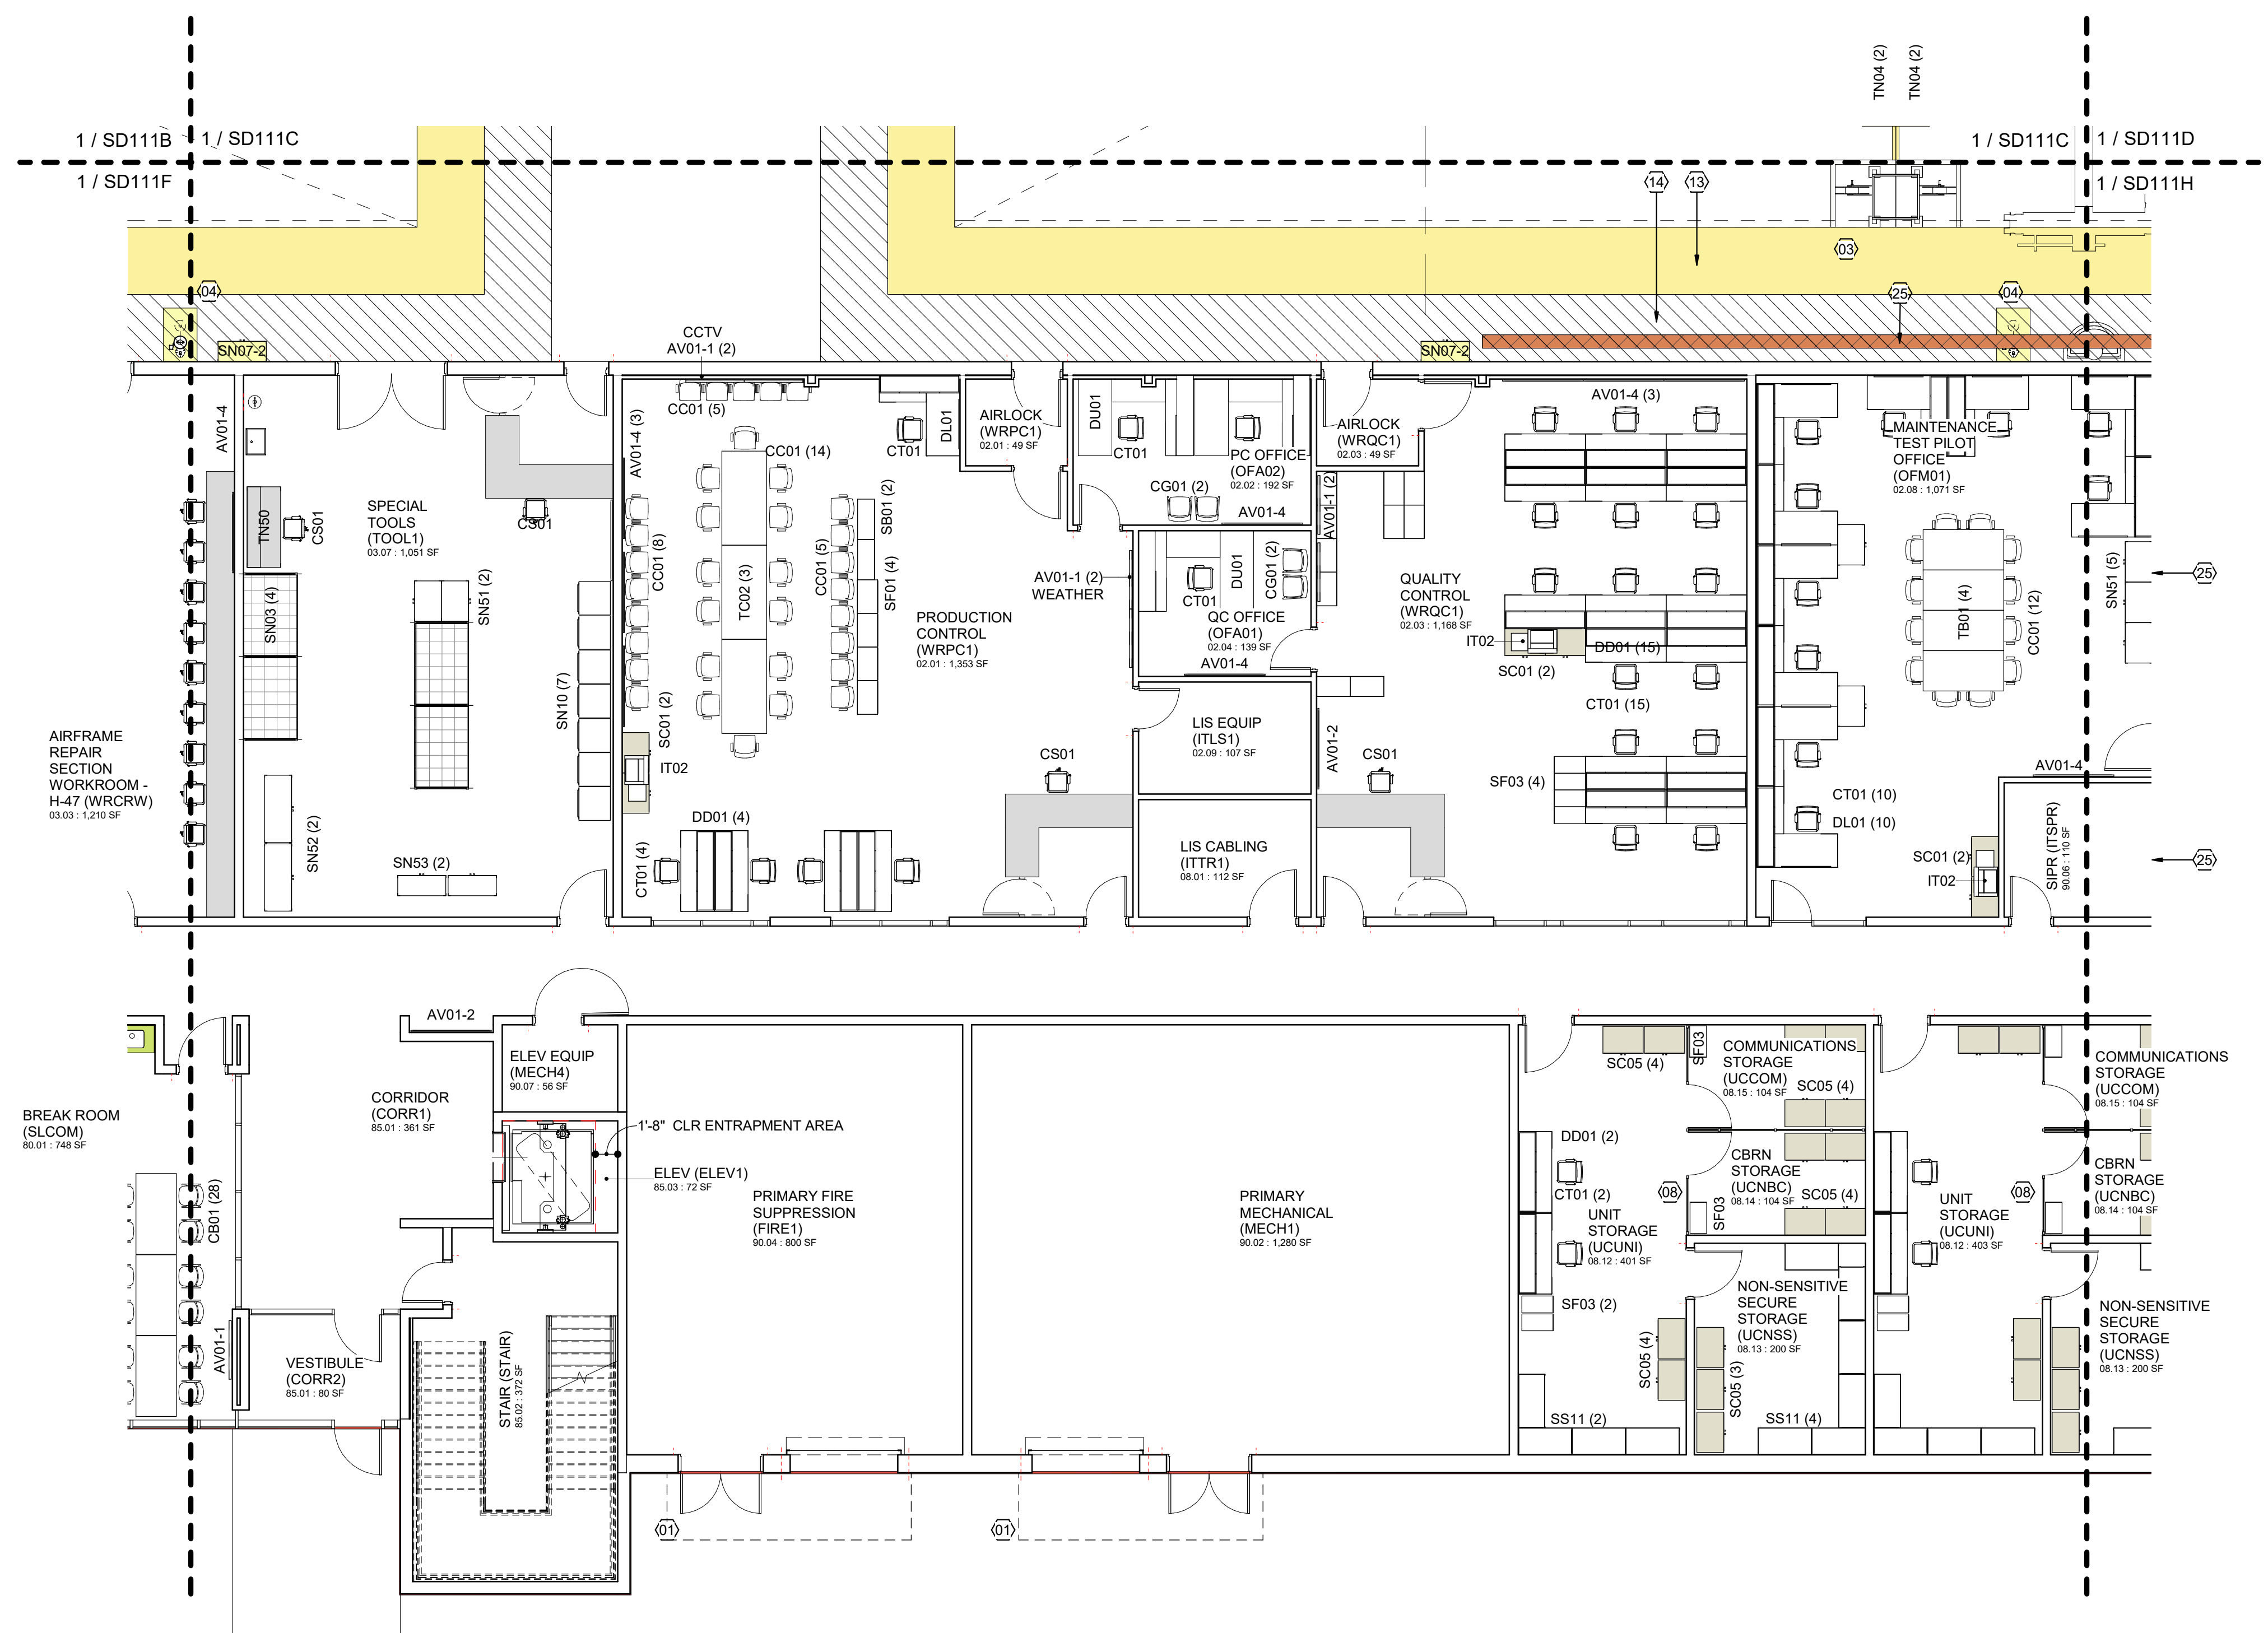 TN04 (2)
TN04 (2)
1 / SD111B
1 / SD111C
1 / SD111C
1 / SD111D
1 / SD111F
1 / SD111H
14
13
03
04
25
04
SN07-2
CCTV
AV01-1 (2)
SN07-2
AV01-4
AV01-4 (3)
CC01 (5)
CT01
DL01
AIRLOCK
(WRPC1)
02.01 : 49 SF
DU01
CT01
PC OFFICE
(OFA02)
02.02 : 192 SF
CG01 (2)
AV01-4
AIRLOCK
(WRQC1)
02.03 : 49 SF
AV01-1 (2)
AV01-4 (3)
MAINTENANCE
TEST PILOT
OFFICE
(OFM01)
02.08 : 1,071 SF
CC01 (14)
SPECIAL
TOOLS
(TOOL1)
03.07 : 1,051 SF
TN50
CS01
CS01
SN03 (4)
SN51 (2)
SN10 (7)
CC01 (8)
TC02 (3)
CC01 (5)
SB01 (2)
SF01 (4)
PRODUCTION
CONTROL
(WRPC1)
02.01 : 1,353 SF
AV01-1 (2)
WEATHER
CT01
DU01
CG01 (2)
QC OFFICE
(OFA01)
02.04 : 139 SF
AV01-4
QUALITY
CONTROL
(WRQC1)
02.03 : 1,168 SF
IT02
DD01 (15)
SC01 (2)
CT01 (15)
TB01 (4)
CC01 (12)
SN51 (5)
25
AIRFRAME
REPAIR
SECTION
WORKROOM -
H-47 (WRCRW)
03.03 : 1,210 SF
SC01 (2)
IT02
LIS EQUIP
(ITLS1)
02.09 : 107 SF
AV01-2
CS01
CS01
SF03 (4)
AV01-4
CT01 (10)
DL01 (10)
SN52 (2)
SN53 (2)
CT01 (4)
DD01 (4)
LIS CABLING
(ITTR1)
08.01 : 112 SF
SC01 (2)
IT02
SIPR (ITSPR)
90.06 : 110 SF
25
AV01-2
ELEV EQUIP
(MECH4)
90.07 : 56 SF
CORRIDOR
(CORR1)
85.01 : 361 SF
BREAK ROOM
(SLCOM)
80.01 : 748 SF
1'-8" CLR ENTRAPMENT AREA
ELEV (ELEV1)
85.03 : 72 SF
CB01 (28)
AV01-1
VESTIBULE
(CORR2)
85.01 : 80 SF
STAIR (STAIR)
85.02 : 372 SF
PRIMARY FIRE
SUPPRESSION
(FIRE1)
90.04 : 800 SF
PRIMARY
MECHANICAL
(MECH1)
90.02 : 1,280 SF
SC05 (4)
SF03
COMMUNICATIONS
STORAGE
(UCCOM)
08.15 : 104 SF
SC05 (4)
DD01 (2)
CT01 (2)
UNIT
STORAGE
(UCUNI)
08.12 : 401 SF
08
CBRN
STORAGE
(UCNBC)
08.14 : 104 SF
SC05 (4)
SF03
SF03 (2)
NON-SENSITIVE
SECURE
STORAGE
(UCNSS)
08.13 : 200 SF
SC05 (4)
SC05 (3)
SS11 (2)
SS11 (4)
UNIT
STORAGE
(UCUNI)
08.12 : 403 SF
08
COMMUNICATIONS
STORAGE
(UCCOM)
08.15 : 104 SF
CBRN
STORAGE
(UCNBC)
08.14 : 104 SF
NON-SENSITIVE
SECURE
STORAGE
(UCNSS)
08.13 : 200 SF
01
01